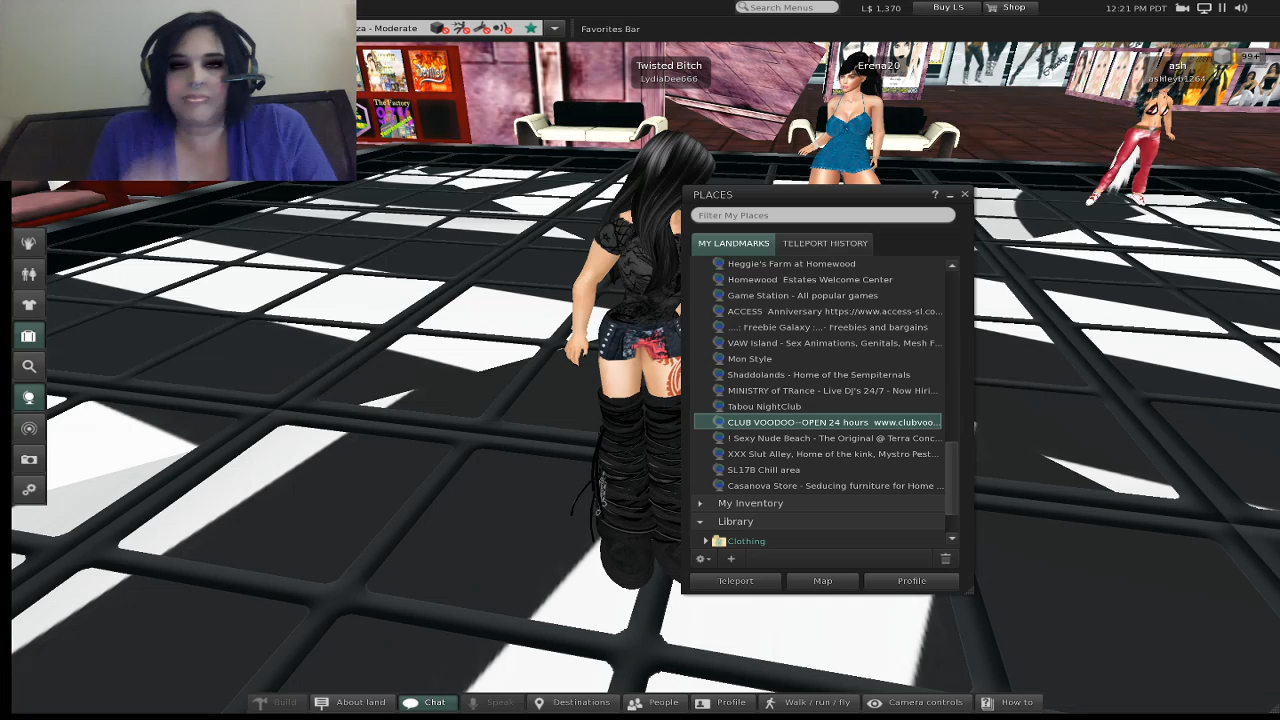 Search Menus
L$ 1,370
Buy L$
Shop
12:21 PM PDT
za - Moderate
Favorites Bar
99+
Twisted Bitch
LydiaDee666
Erena20
ash
ashleyb1264
The Factory
PLACES
?
Filter My Places
MY LANDMARKS
TELEPORT HISTORY
Heggie's Farm at Homewood
Homewood Estates Welcome Center
Game Station - All popular games
ACCESS Anniversary https://www.access-sl.co...
....: Freebie Galaxy :...· Freebies and bargains
VAW Island - Sex Animations, Genitals, Mesh F...
Mon Style
Shaddolands - Home of the Sempiternals
MINISTRY of TRance - Live DJ's 24/7 - Now Hiri...
Tabou NightClub
CLUB VOODOO--OPEN 24 hours www.clubvoo...
! Sexy Nude Beach - The Original @ Terra Conc...
XXX Slut Alley, Home of the kink, Mystro Pest...
SL17B Chill area
Casanova Store - Seducing furniture for Home ...
My Inventory
Library
Clothing
Teleport
Map
Profile
Build
About land
Chat
Speak
Destinations
People
Profile
Walk / run / fly
Camera controls
How to